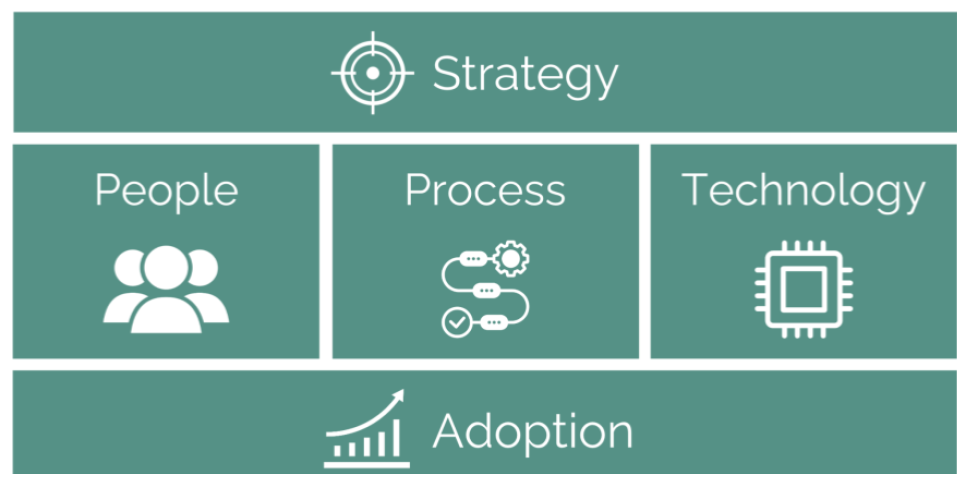 Strategy
People
Process
Technology
Adoption